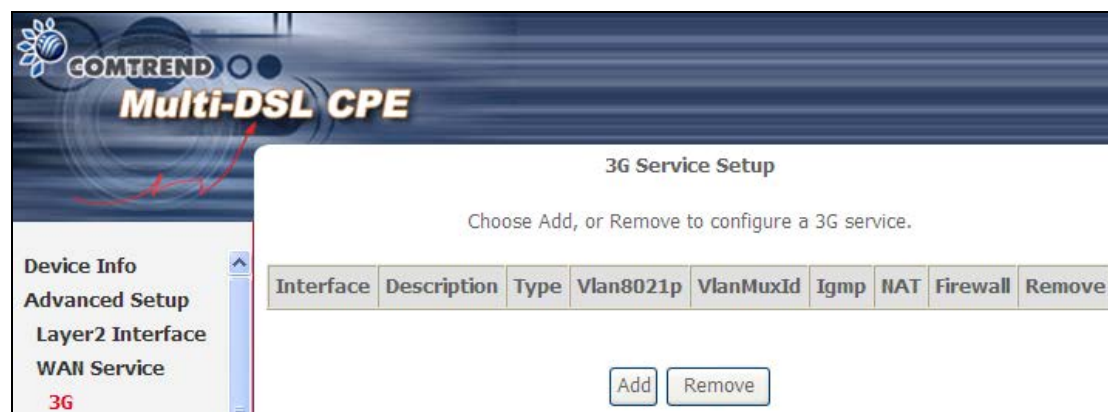 COMTREND
Multi-DSL CPE
3G Service Setup
Choose Add, or Remove to configure a 3G service.
Interface Description Type Vlan8021p VlanMuxId Igmp NAT Firewall Remove
Add Remove
Device Info
Advanced Setup
Layer2 Interface
WAN Service
3G